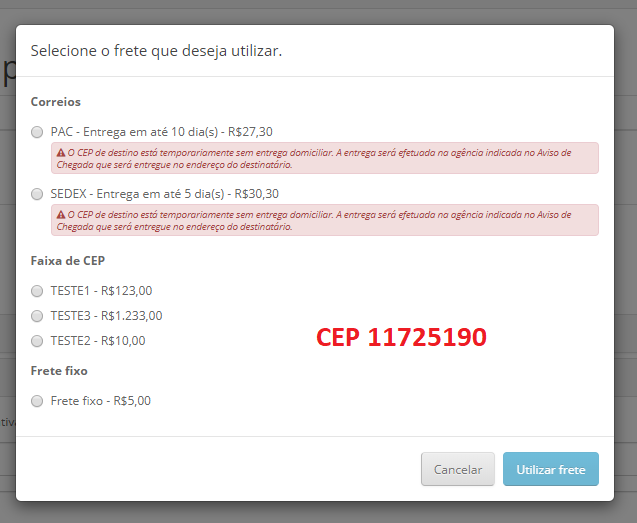 p
Selecione o frete que deseja utilizar.
Correios
PAC - Entrega em até 10 dia(s) - R$27,30
O CEP de destino está temporariamente sem entrega domiciliar. A entrega será efetuada na agência indicada no Aviso de
Chegada que será entregue no endereço do destinatário.
SEDEX - Entrega em até 5 dia(s) - R$30,30
O CEP de destino está temporariamente sem entrega domiciliar. A entrega será efetuada na agência indicada no Aviso de
Chegada que será entregue no endereço do destinatário.
Faixa de CEP
TESTE1 - R$123,00
TESTE3 - R$1.233,00
TESTE2 - R$10,00
CEP 11725190
Frete fixo
Frete fixo - R$5,00
tiva
Cancelar
Utilizar frete